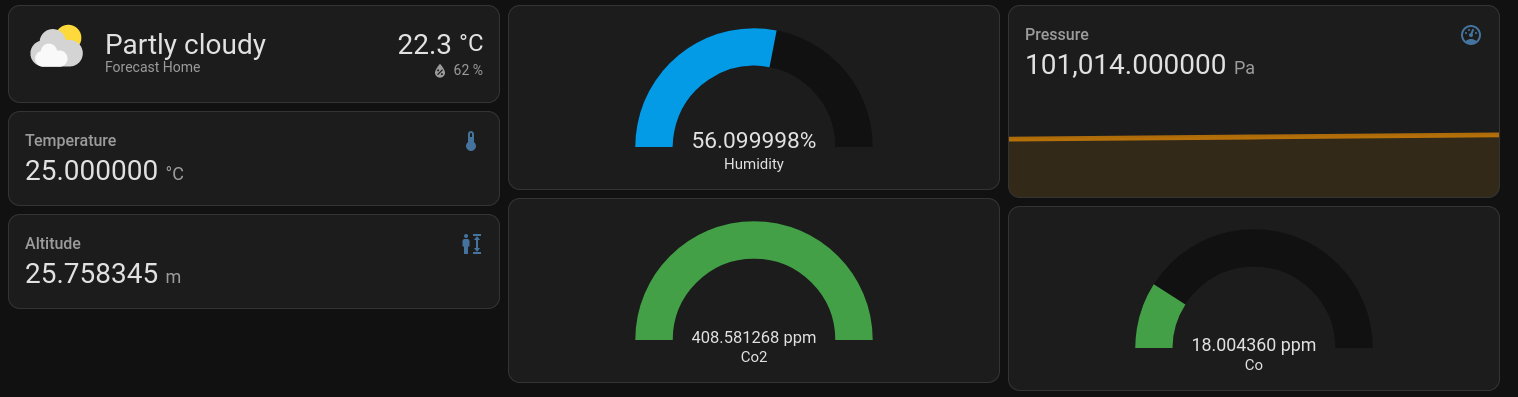 Partly cloudy
Forecast Home
22.3 °C
62 %
Temperature
25.000000 °C
Altitude
25.758345 m
56.099998%
Humidity
408.581268 ppm
Co2
Pressure
101,014.000000 Pa
18.004360 ppm
Co